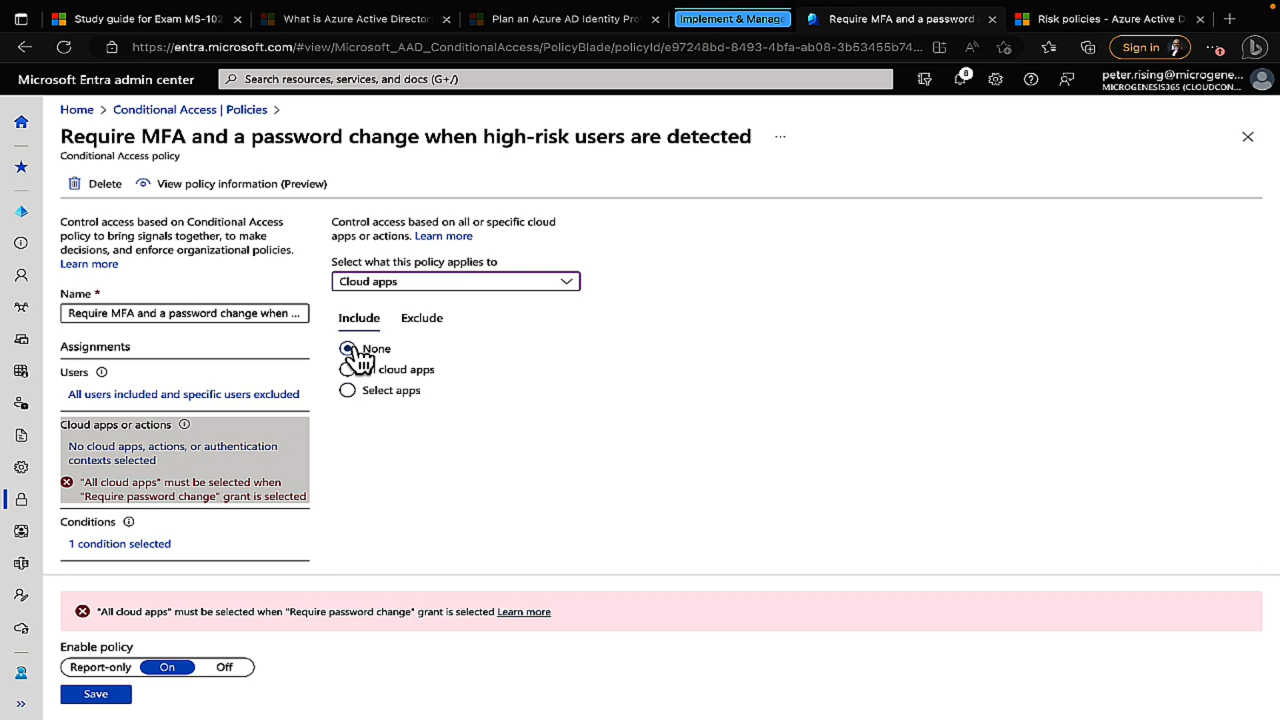 Study guide for Exam MS-102
What is Azure Active Director
Plan an Azure AD Identity Pro
Implement & Manage
Require MFA and a password
Risk policies - Azure Active D
https://entra.microsoft.com/#view/Microsoft_AAD_ConditionalAccess/PolicyBlade/policyId/e97248bd-8493-4bfa-ab08-3b53455b74...
Sign in
Microsoft Entra admin center
Search resources, services, and docs (G+/)
8
peter.rising@microgene...
MICROGENESIS365 (CLOUDCON...
Home > Conditional Access | Policies >
Require MFA and a password change when high-risk users are detected ...
Conditional Access policy
Delete
View policy information (Preview)
Control access based on Conditional Access
policy to bring signals together, to make
decisions, and enforce organizational policies.
Learn more
Name *
Require MFA and a password change when ...
Assignments
Users
All users included and specific users excluded
Cloud apps or actions
No cloud apps, actions, or authentication
contexts selected
"All cloud apps" must be selected when
"Require password change" grant is selected
Conditions
1 condition selected
Control access based on all or specific cloud
apps or actions. Learn more
Select what this policy applies to
Cloud apps
Include
Exclude
None
cloud apps
Select apps
"All cloud apps" must be selected when "Require password change" grant is selected Learn more
Enable policy
Report-only
On
Off
Save